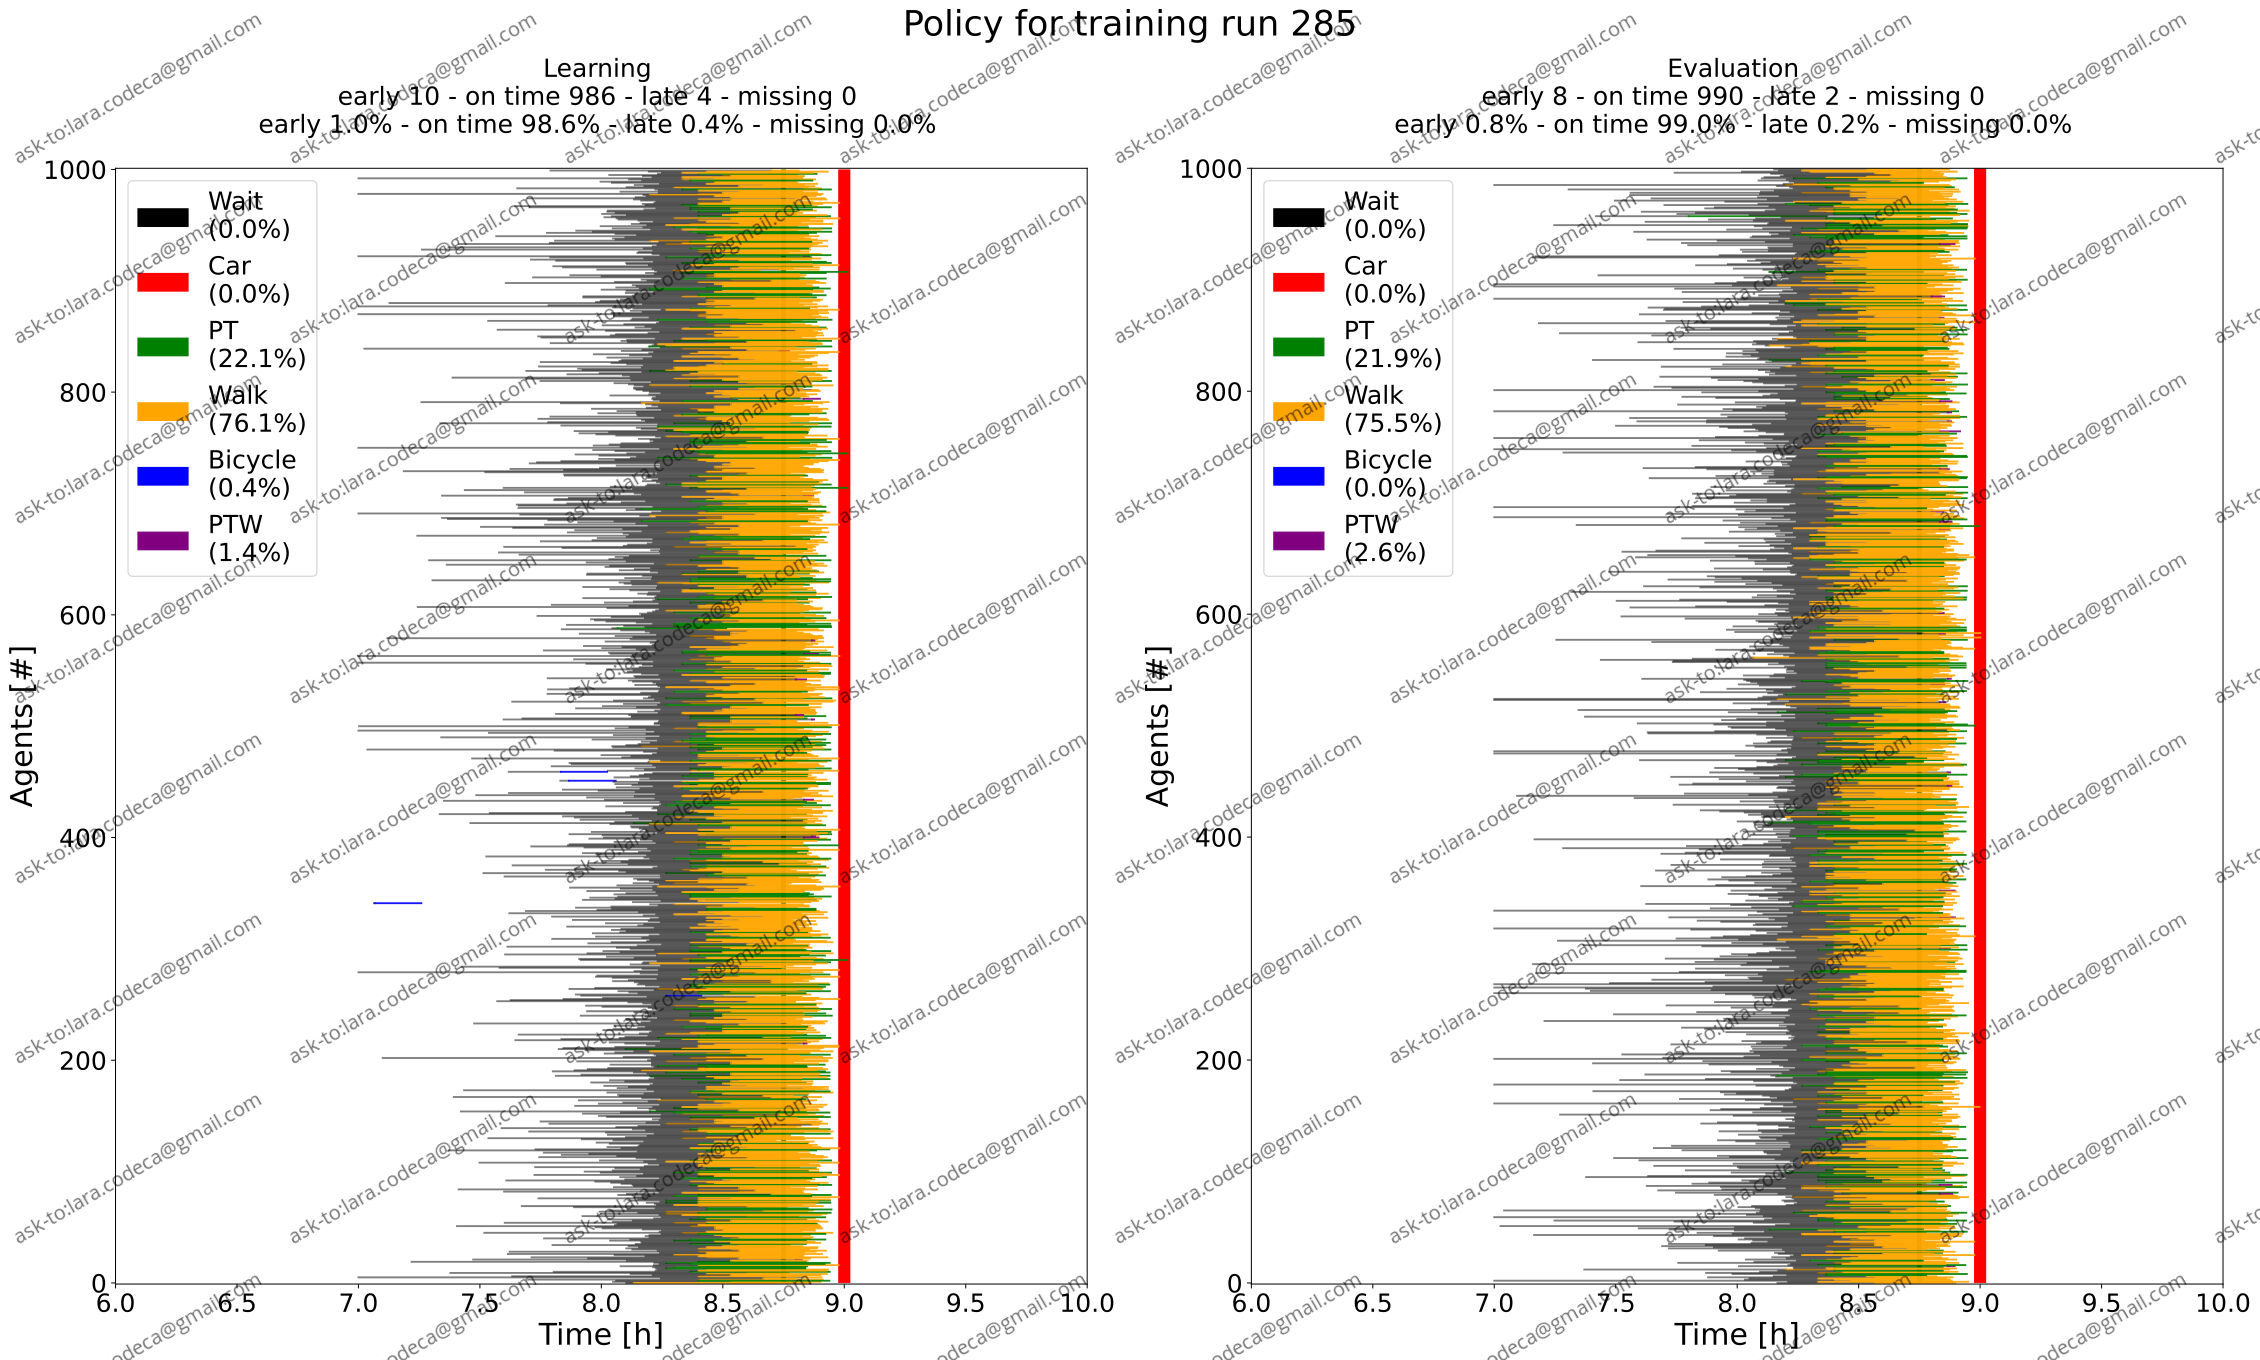 Policy for training run 285
Learning
early 10 - on time 986 - late 4 - missing 0
early 1.0% - on time 98.6% - late 0.4% - missing 0.0%
1000
800
600
400
200
0
Agents [#]
Wait
(0.0%)
Car
(0.0%)
PT
(22.1%)
Walk
(76.1%)
Bicycle
(0.4%)
PTW
(1.4%)
6.0 6.5 7.0 7.5 8.0 8.5 9.0 9.5 10.0
Time [h]
Evaluation
early 8 - on time 990 - late 2 - missing 0
early 0.8% - on time 99.0% - late 0.2% - missing 0.0%
1000
800
600
400
200
0
Agents [#]
Wait
(0.0%)
Car
(0.0%)
PT
(21.9%)
Walk
(75.5%)
Bicycle
(0.0%)
PTW
(2.6%)
6.0 6.5 7.0 7.5 8.0 8.5 9.0 9.5 10.0
Time [h]
ask-to:lara.codeca@gmail.com